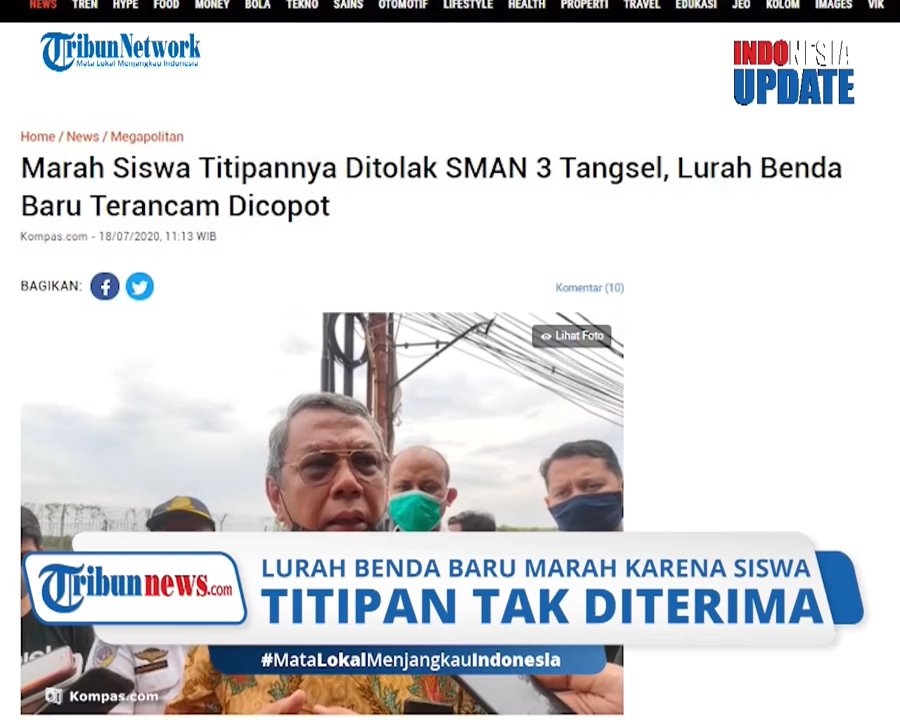 NEWS TREN HYPE FOOD MONEY BOLA TEKNO SAINS OTOMOTIF LIFESTYLE HEALTH PROPERTI TRAVEL EDUKASI JEO KOLOM IMAGES VIK
TribunNetwork
Mata Lokal Menjangkau Indonesia
INDONESIA
UPDATE
Home / News / Megapolitan
Marah Siswa Titipannya Ditolak SMAN 3 Tangsel, Lurah Benda
Baru Terancam Dicopot
Kompas.com - 18/07/2020, 11:13 WIB
BAGIKAN:
Komentar (10)
Lihat Foto
Tribunnews.com
LURAH BENDA BARU MARAH KARENA SISWA
TITIPAN TAK DITERIMA
#MataLokalMenjangkauIndonesia
Kompas.com